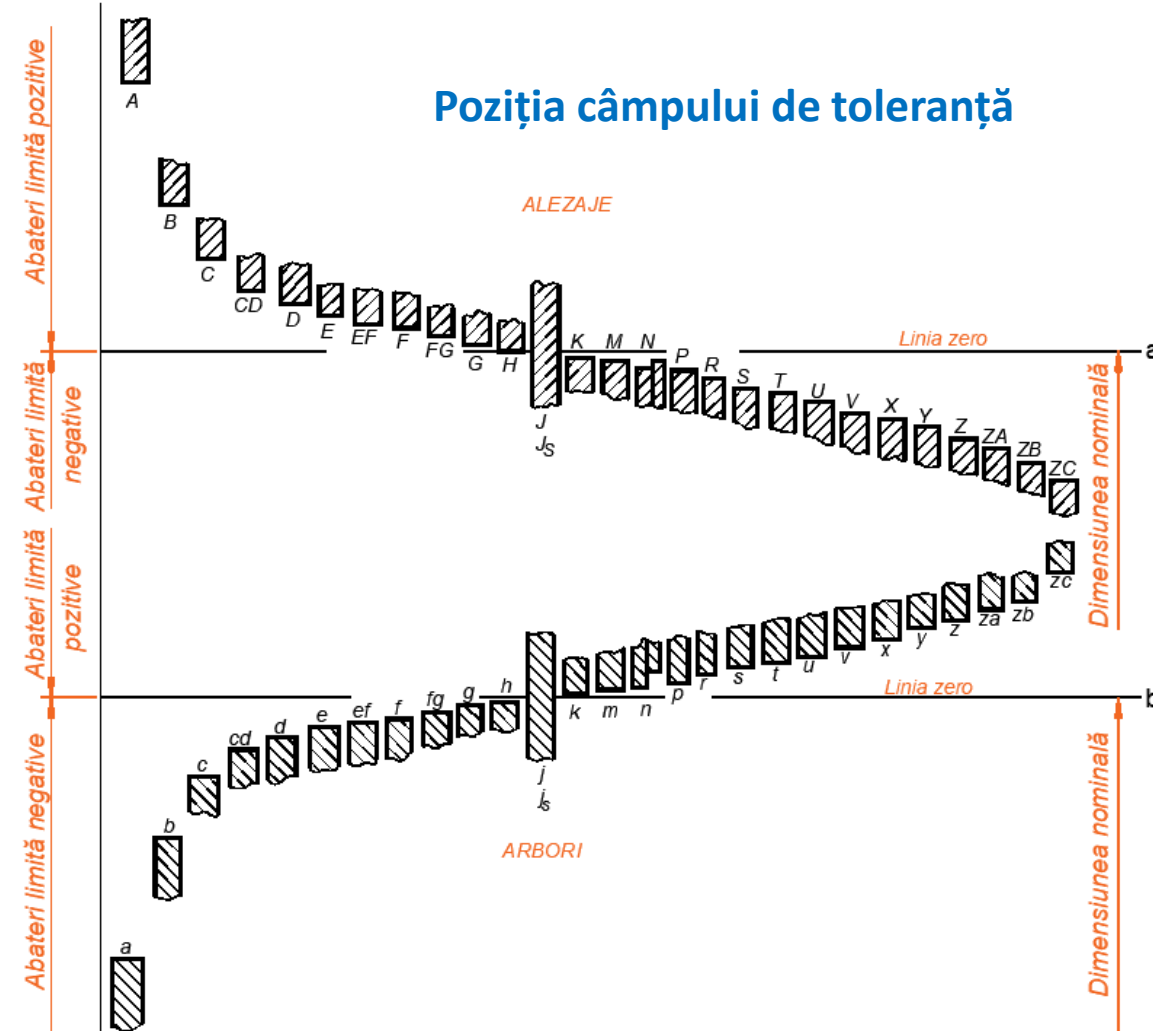 Poziția câmpului de toleranță
Abateri limită pozitive
A
B
C
CD
D
E
EF
F
FG
G
H
ALEZAJE
J
Js
K
M
N
P
R
S
T
U
V
X
Y
Z
ZA
ZB
ZC
Linia zero
a
Abateri limită
negative
Dimensiunea nominală
Abateri limită
pozitive
a
b
c
cd
d
e
ef
f
fg
g
h
j
js
k
m
n
p
r
s
t
u
v
x
y
z
za
zb
zc
Linia zero
b
Abateri limită negative
ARBORI
Dimensiunea nominală